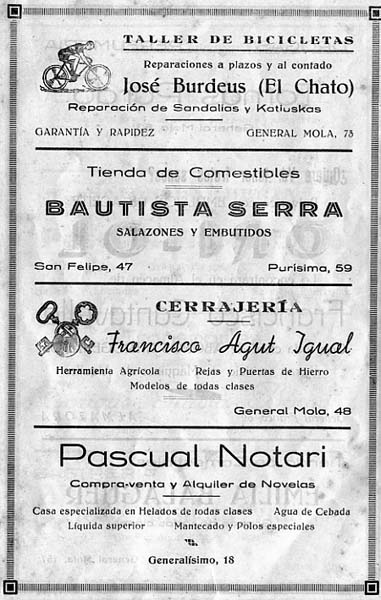 TALLER DE BICICLETAS
Reparaciones a plazos y al contado
José Burdeus (El Chato)
Reparación de Sandalias y Katiuskas
GARANTÍA Y RAPIDEZ GENERAL MOLA, 73
Tienda de Comestibles
BAUTISTA SERRA
SALAZONES Y EMBUTIDOS
San Felipe, 47 Purísima, 59
CERRAJERÍA
Francisco Agut Igual
Herramienta Agrícola Rejas y Puertas de Hierro
Modelos de todas clases
General Mola, 48
Pascual Notari
Compra-venta y Alquiler de Novelas
Casa especializada en Helados de todas clases Agua de Cebada
Líquida superior Mantecado y Polos especiales
Generalísimo, 18